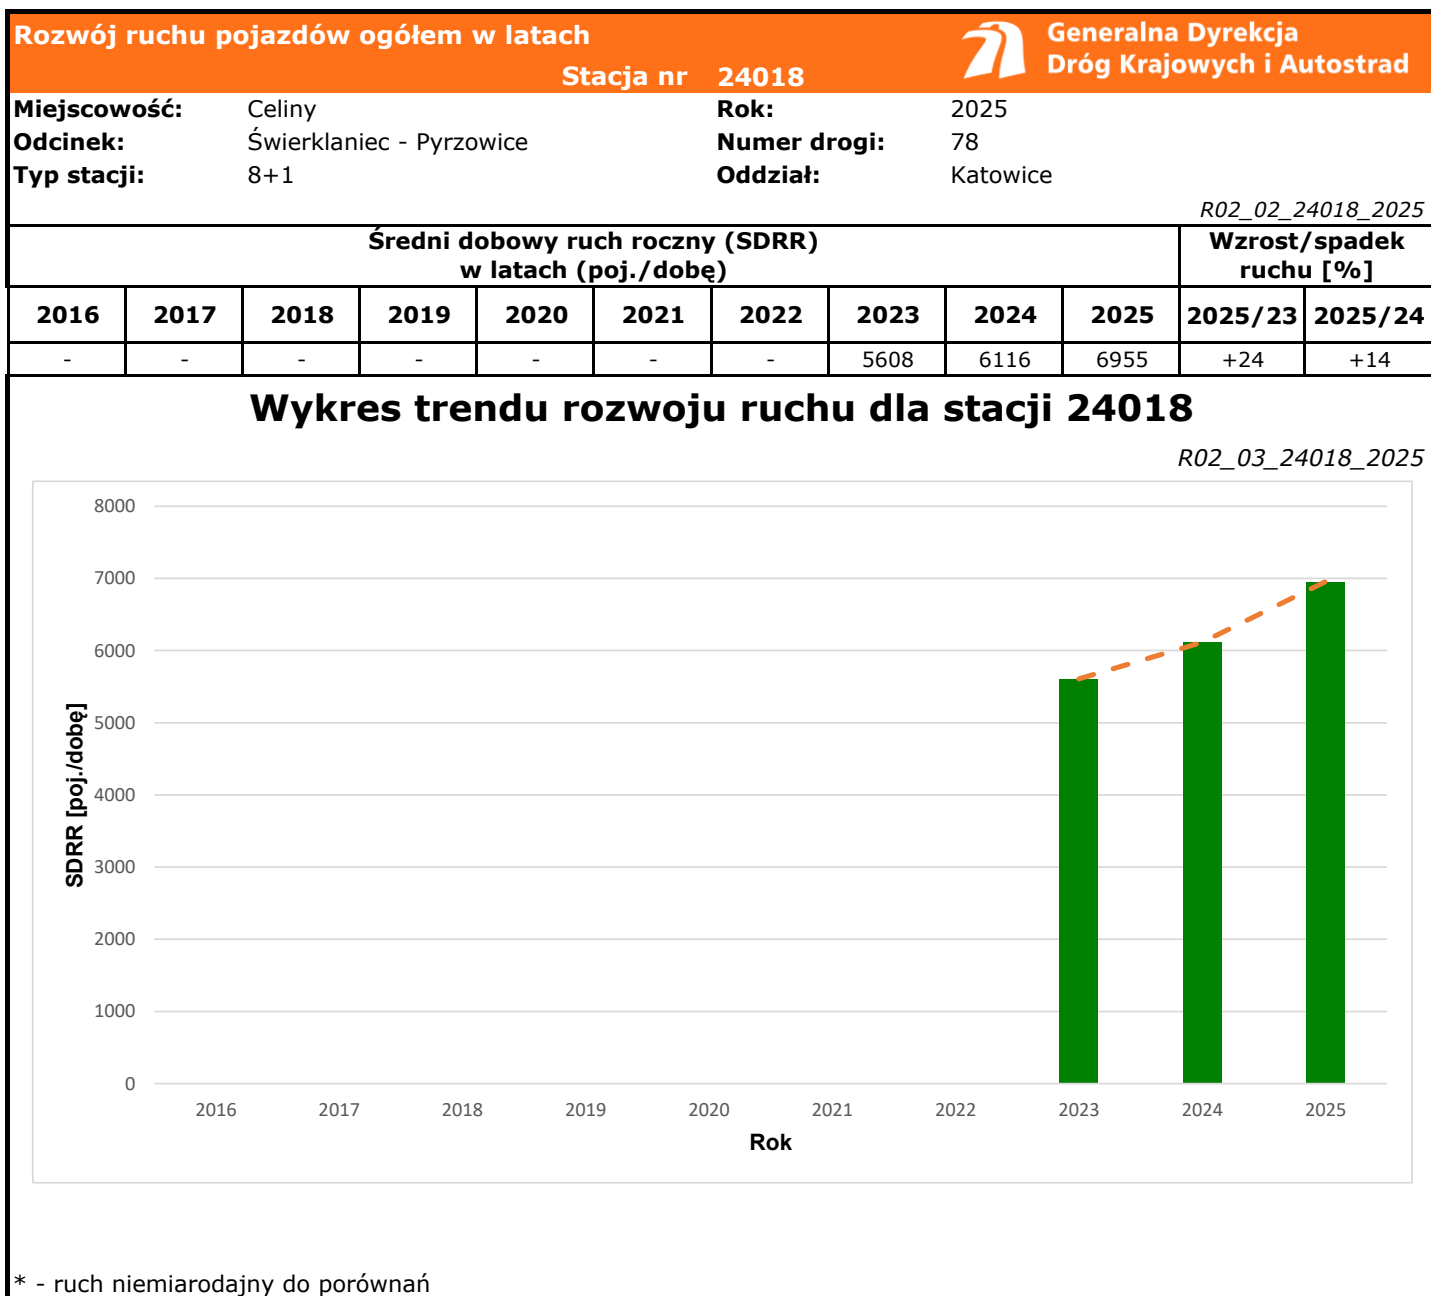 Rozwój ruchu pojazdów ogółem w latach
Generalna Dyrekcja
Dróg Krajowych i Autostrad
Stacja nr 24018
Miejscowość: Celiny Rok: 2025
Odcinek: Świerklaniec - Pyrzowice Numer drogi: 78
Typ stacji: 8+1 Oddział: Katowice
R02_02_24018_2025
Średni dobowy ruch roczny (SDRR)
w latach (poj./dobę)
Wzrost/spadek
ruchu [%]
2016 2017 2018 2019 2020 2021 2022 2023 2024 2025 2025/23 2025/24
- - - - - - - 5608 6116 6955 +24 +14
Wykres trendu rozwoju ruchu dla stacji 24018
R02_03_24018_2025
8000
7000
6000
5000
4000
3000
2000
1000
0
SDRR [poj./dobę]
2016 2017 2018 2019 2020 2021 2022 2023 2024 2025
Rok
* - ruch niemiarodajny do porównań